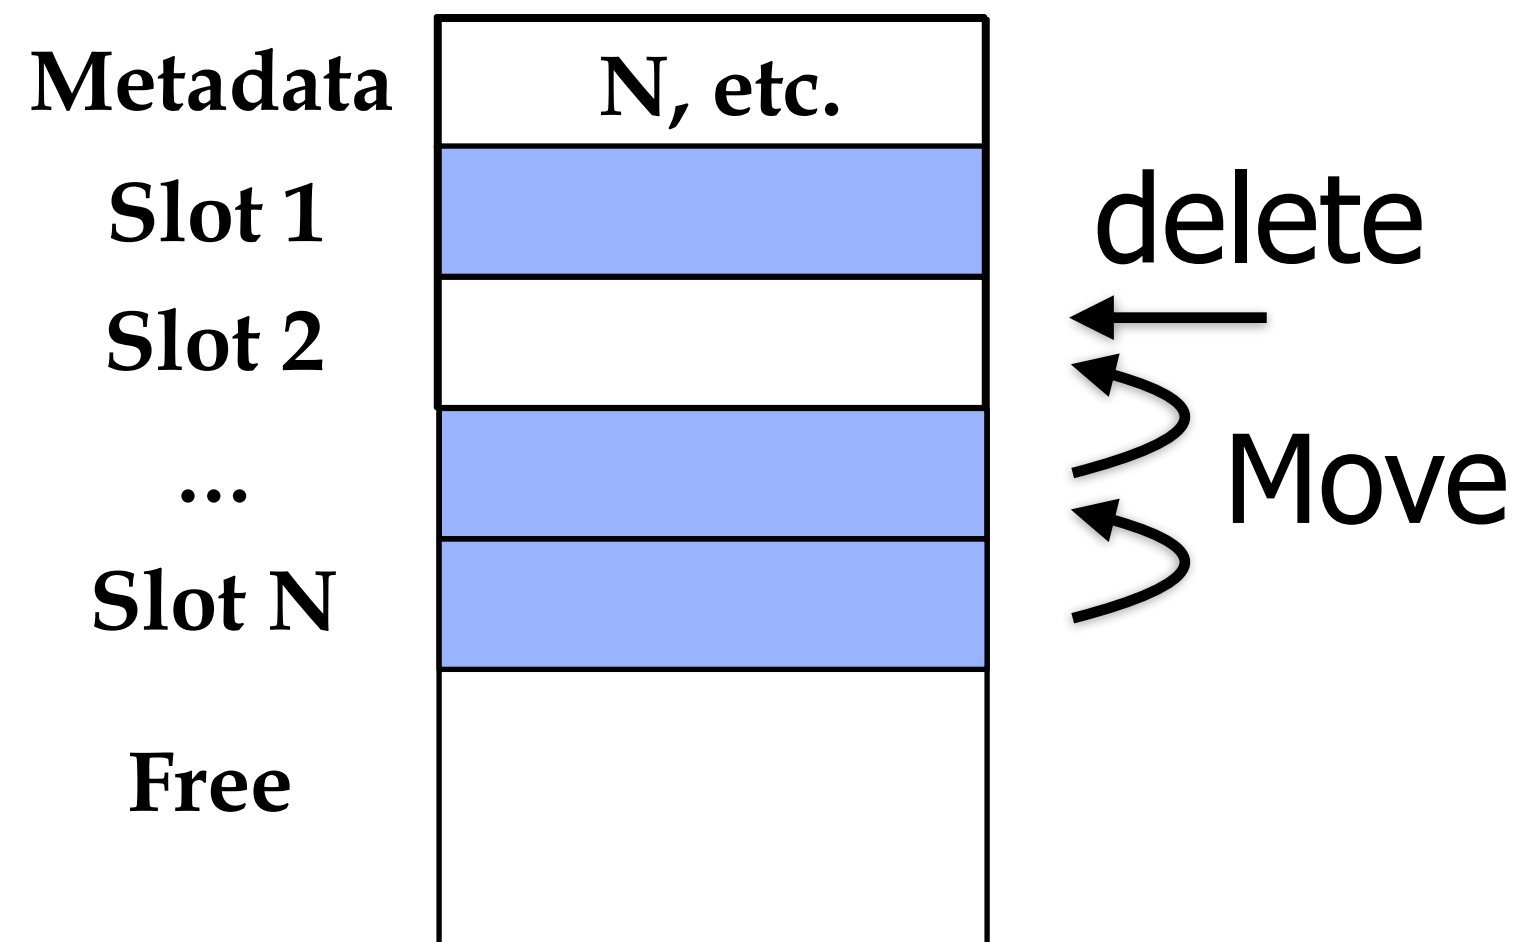 Metadata
N, etc.
Slot 1
delete
Slot 2
...
Move
Slot N
Free